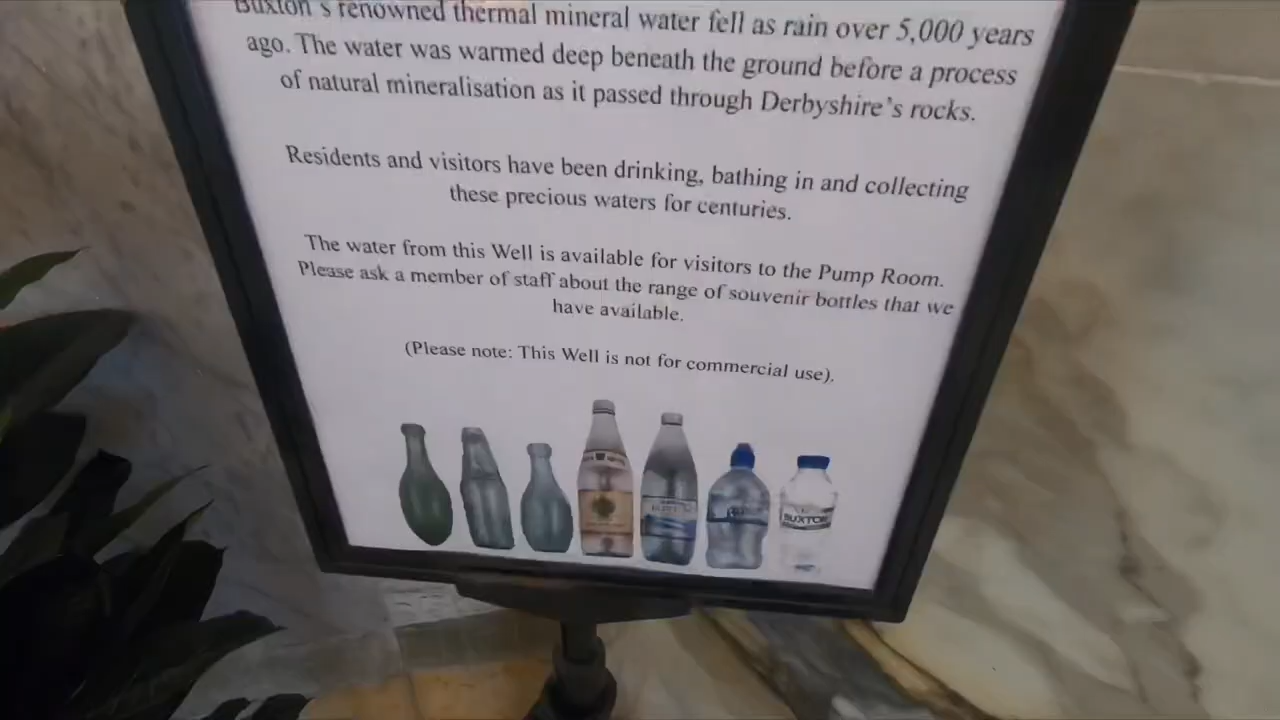 Buxton's renowned thermal mineral water fell as rain over 5,000 years
ago. The water was warmed deep beneath the ground before a process
of natural mineralisation as it passed through Derbyshire's rocks.
Residents and visitors have been drinking, bathing in and collecting
these precious waters for centuries.
The water from this Well is available for visitors to the Pump Room.
Please ask a member of staff about the range of souvenir bottles that we
have available.
(Please note: This Well is not for commercial use).
BUXTON